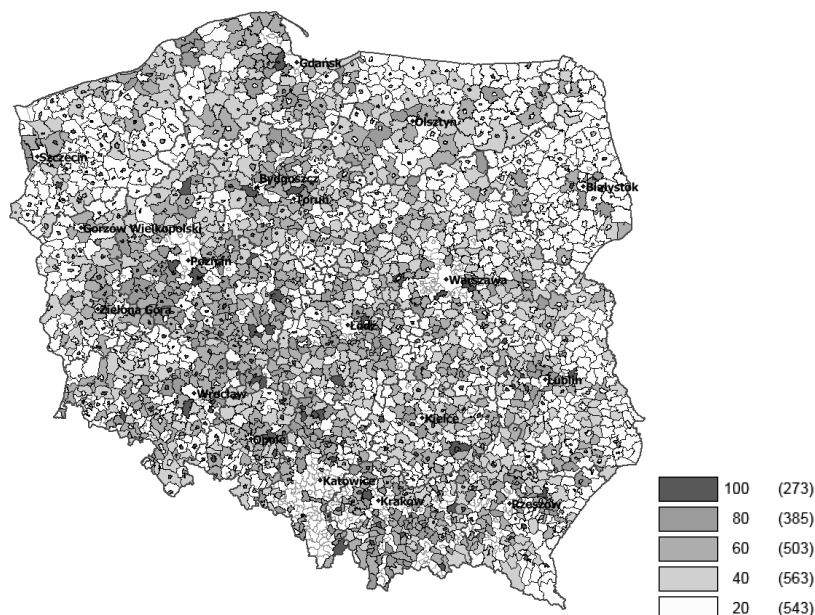 Gdańsk
Olsztyn
Szczecin
Bydgoszcz
Białystok
Toruń
Gorzów Wielkopolski
Poznań
Warszawa
Zielona Góra
Łódź
Lublin
Wrocław
Kielce
Opole
Katowice
Kraków
Rzeszów
100 (273)
80 (385)
60 (503)
40 (563)
20 (543)